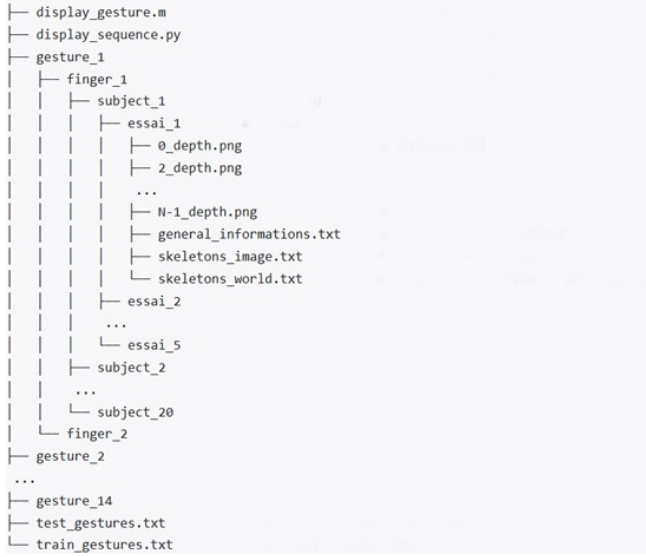 ├── display_gesture.m
├── display_sequence.py
├── gesture_1
│   ├── finger_1
│   │   ├── subject_1
│   │   │   ├── essai_1
│   │   │   │   ├── 0_depth.png
│   │   │   │   ├── 2_depth.png
│   │   │   │   ...
│   │   │   │   ├── N-1_depth.png
│   │   │   │   ├── general_informations.txt
│   │   │   │   ├── skeletons_image.txt
│   │   │   │   └── skeletons_world.txt
│   │   │   ├── essai_2
│   │   │   ...
│   │   │   └── essai_5
│   │   ├── subject_2
│   │   ...
│   │   └── subject_20
│   └── finger_2
├── gesture_2
...
├── gesture_14
├── test_gestures.txt
└── train_gestures.txt